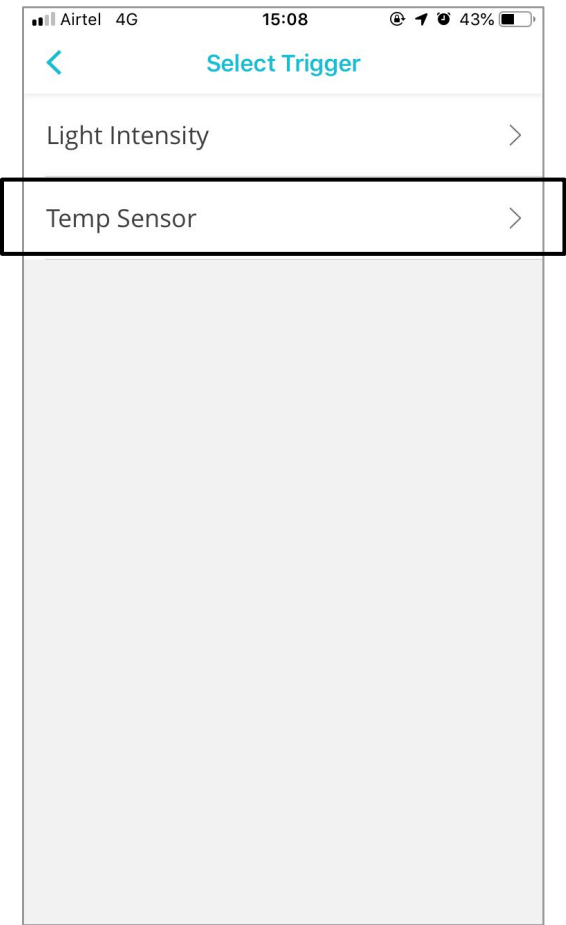 Airtel 4G 15:08 43%
Select Trigger
Light Intensity
Temp Sensor